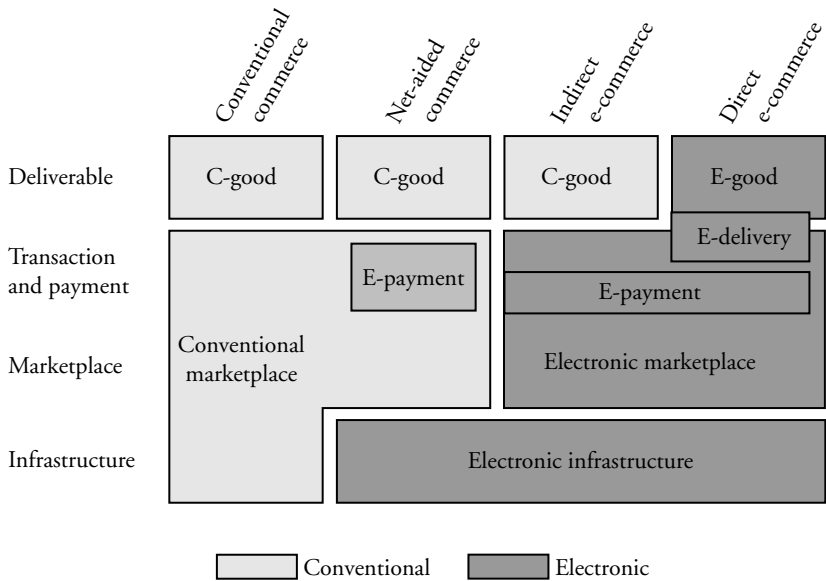 Conventional
commerce
Net-aided
commerce
Indirect
e-commerce
Direct
e-commerce
Deliverable
C-good
C-good
C-good
E-good
Transaction
and payment
E-payment
E-delivery
E-payment
Marketplace
Conventional
marketplace
Electronic marketplace
Infrastructure
Electronic infrastructure
Conventional
Electronic